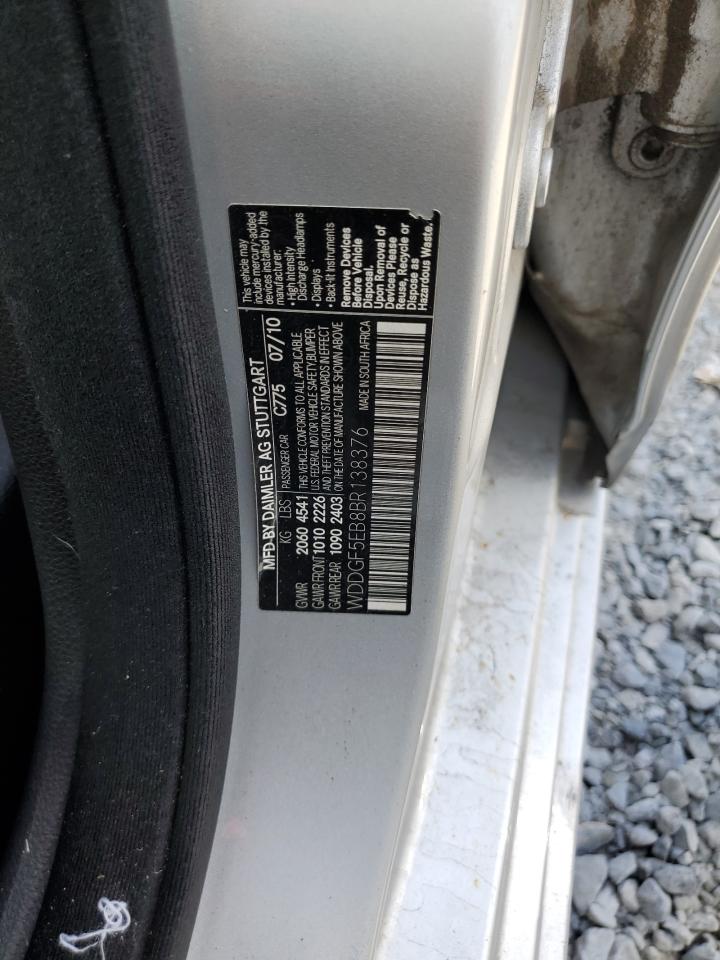 MFD BY DAIMLER AG STUTTGART
KG LBS PASSENGER CAR C775 07/10
GVWR 2060 4541
GAWR FRONT 1010 2226
GAWR REAR 1090 2403
THIS VEHICLE CONFORMS TO ALL APPLICABLE
U.S. FEDERAL MOTOR VEHICLE SAFETY, BUMPER
AND THEFT PREVENTION STANDARDS IN EFFECT
ON THE DATE OF MANUFACTURE SHOWN ABOVE
WDDGF5EB8BR138376 MADE IN SOUTH AFRICA
This vehicle may
include mercury-added
devices installed by the
manufacturer:
• High Intensity
Discharge Headlamps
• Displays
• Back-lit Instruments
Remove Devices
Before Vehicle
Disposal.
Upon Removal of
Devices Please
Reuse, Recycle or
Dispose as
Hazardous Waste.